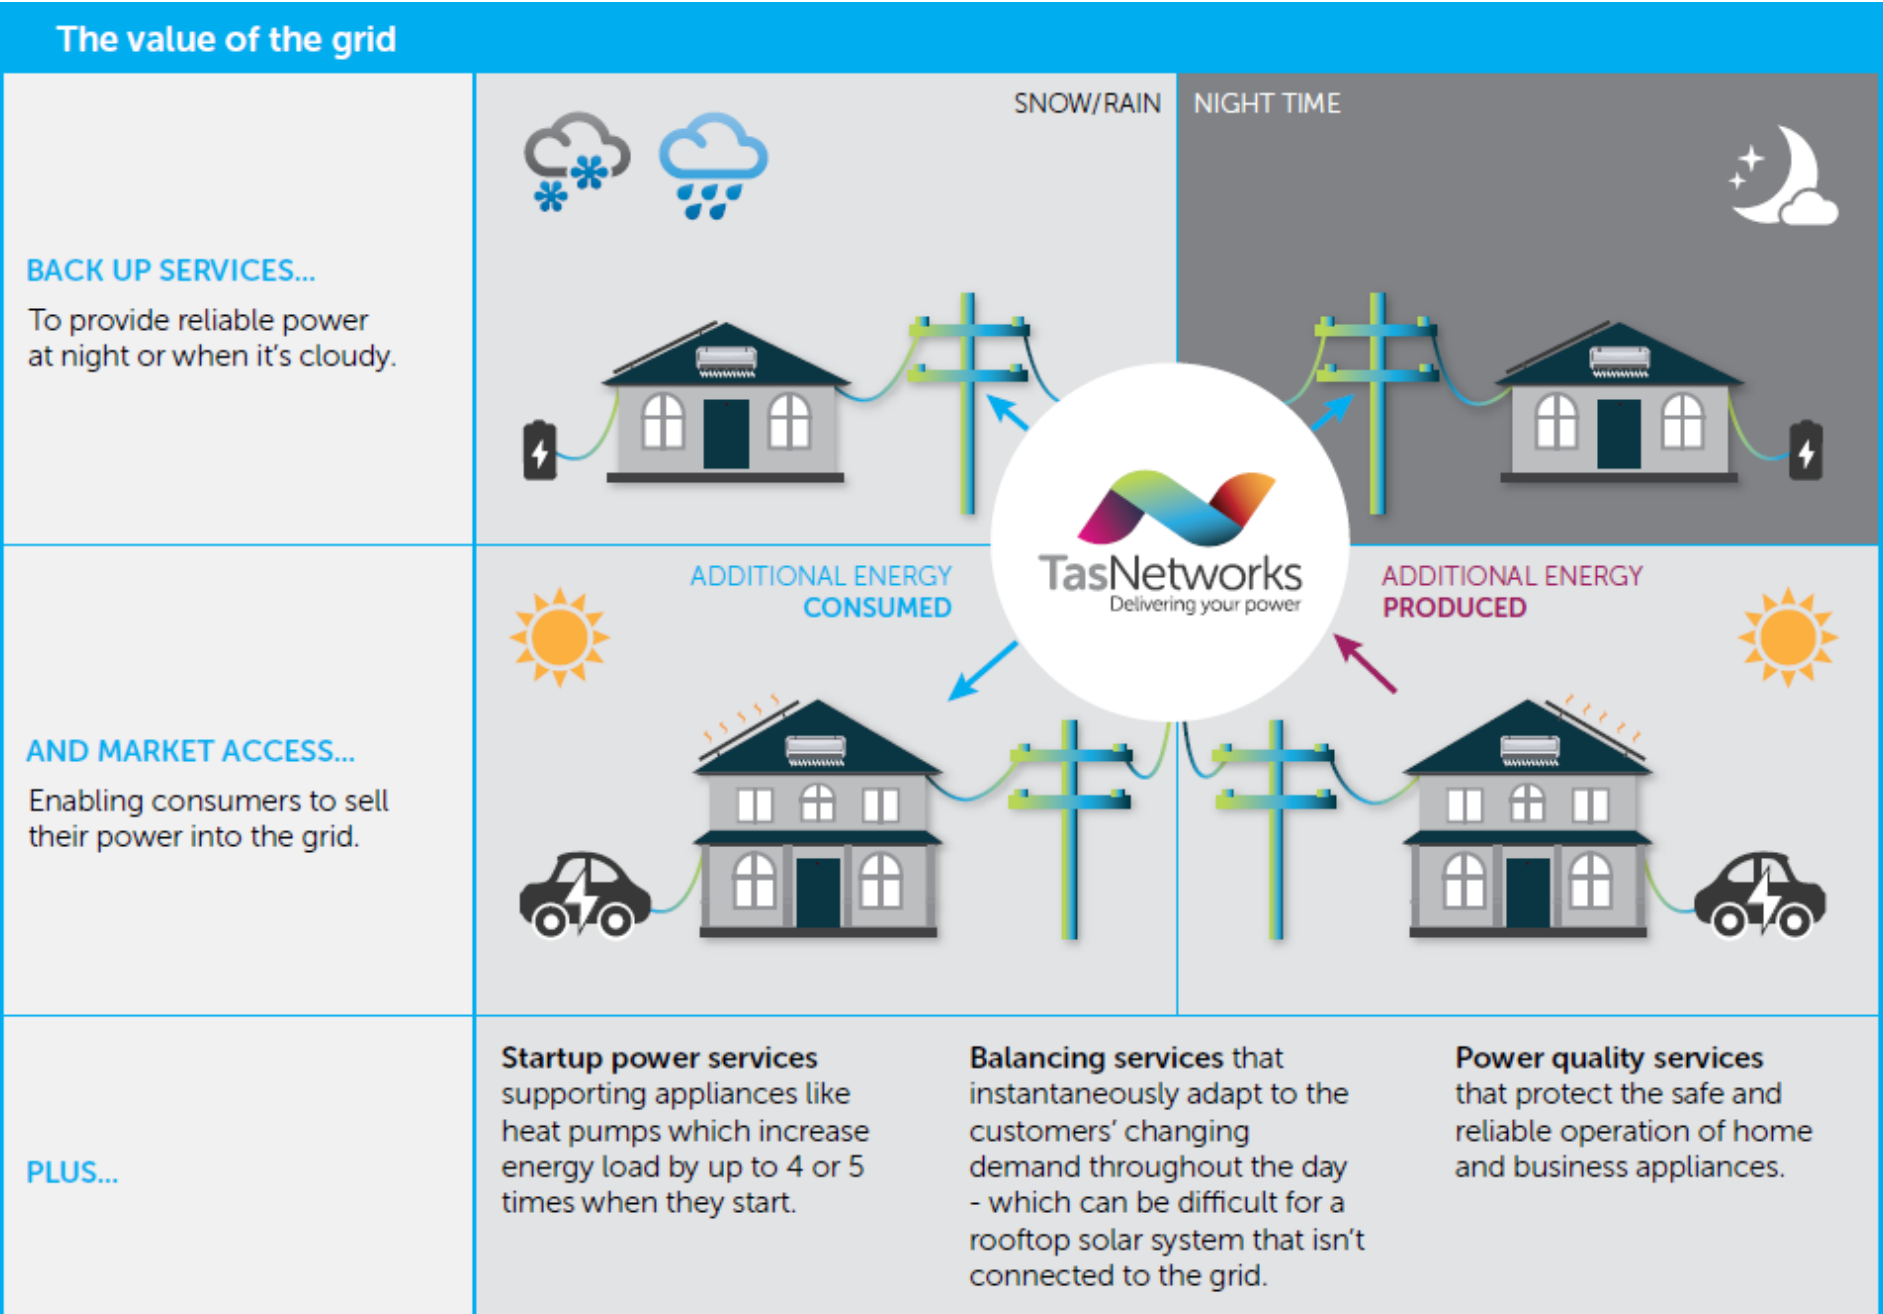 The value of the grid
BACK UP SERVICES...
To provide reliable power
at night or when it's cloudy.
SNOW/RAIN
NIGHT TIME
TasNetworks
Delivering your power
AND MARKET ACCESS...
Enabling consumers to sell
their power into the grid.
ADDITIONAL ENERGY
CONSUMED
ADDITIONAL ENERGY
PRODUCED
PLUS...
Startup power services
supporting appliances like
heat pumps which increase
energy load by up to 4 or 5
times when they start.
Balancing services that
instantaneously adapt to the
customers' changing
demand throughout the day
- which can be difficult for a
rooftop solar system that isn't
connected to the grid.
Power quality services
that protect the safe and
reliable operation of home
and business appliances.